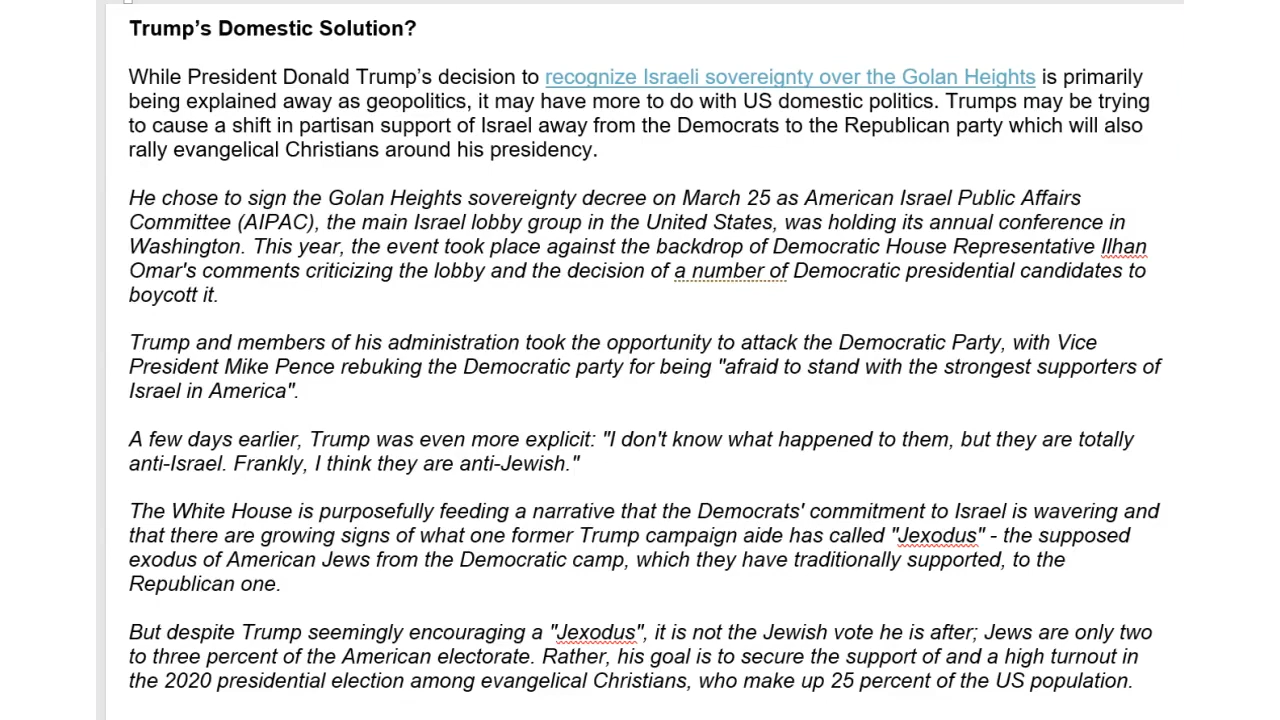 Trump’s Domestic Solution?
While President Donald Trump’s decision to recognize Israeli sovereignty over the Golan Heights is primarily
being explained away as geopolitics, it may have more to do with US domestic politics. Trumps may be trying
to cause a shift in partisan support of Israel away from the Democrats to the Republican party which will also
rally evangelical Christians around his presidency.
He chose to sign the Golan Heights sovereignty decree on March 25 as American Israel Public Affairs
Committee (AIPAC), the main Israel lobby group in the United States, was holding its annual conference in
Washington. This year, the event took place against the backdrop of Democratic House Representative Ilhan
Omar's comments criticizing the lobby and the decision of a number of Democratic presidential candidates to
boycott it.
Trump and members of his administration took the opportunity to attack the Democratic Party, with Vice
President Mike Pence rebuking the Democratic party for being "afraid to stand with the strongest supporters of
Israel in America".
A few days earlier, Trump was even more explicit: "I don't know what happened to them, but they are totally
anti-Israel. Frankly, I think they are anti-Jewish."
The White House is purposefully feeding a narrative that the Democrats' commitment to Israel is wavering and
that there are growing signs of what one former Trump campaign aide has called "Jexodus" - the supposed
exodus of American Jews from the Democratic camp, which they have traditionally supported, to the
Republican one.
But despite Trump seemingly encouraging a "Jexodus", it is not the Jewish vote he is after; Jews are only two
to three percent of the American electorate. Rather, his goal is to secure the support of and a high turnout in
the 2020 presidential election among evangelical Christians, who make up 25 percent of the US population.